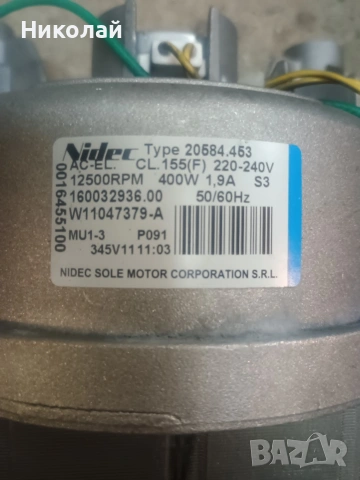 Николай
Nidec Type 20584.453
AC-EL. CL.155(F) 220-240V
12500RPM 400W 1,9A S3
160032936.00 50/60Hz
W11047379-A
MU1-3 P091
345V1111:03
NIDEC SOLE MOTOR CORPORATION S.R.L.
0016455100
BAZAR